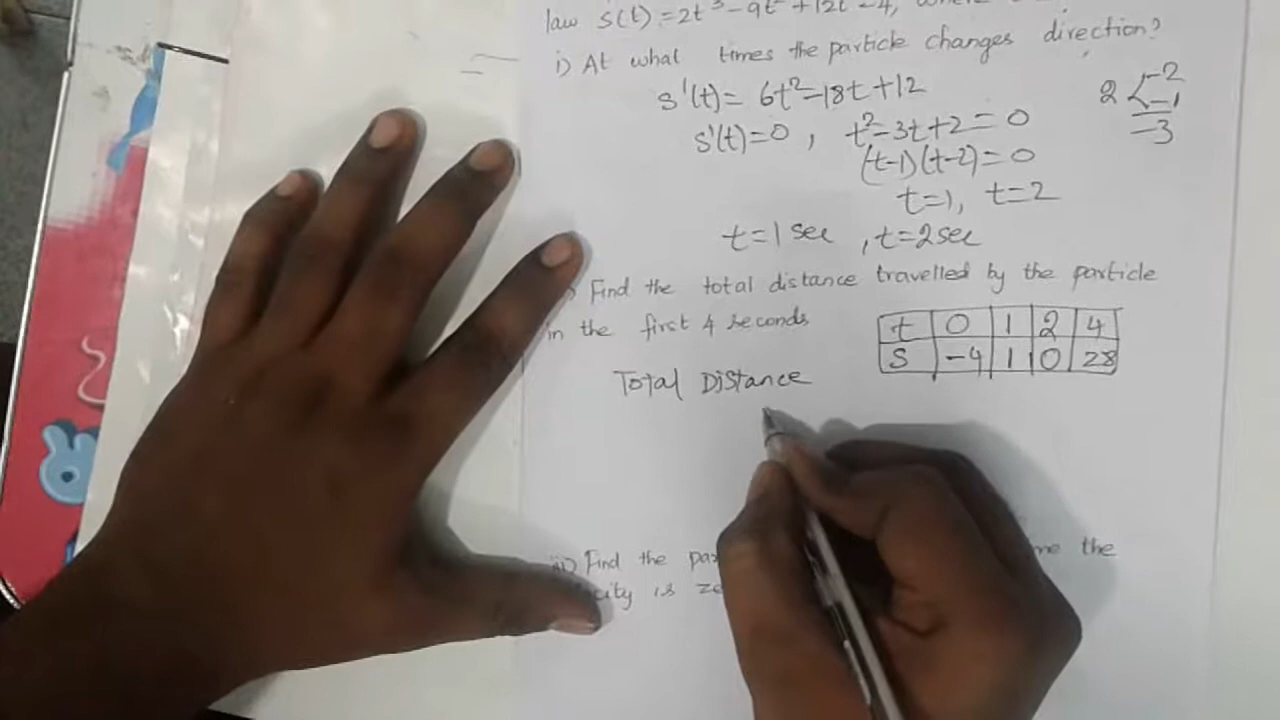 law s(t)=2t³-9t²+12t-4,
i) At what times the particle changes direction?
s'(t)= 6t²-18t+12
2 < -2
-1
-3
s'(t)=0 , t²-3t+2=0
(t-1)(t-2)=0
t=1, t=2
t=1 sec , t=2sec
Find the total distance travelled by the particle
in the first 4 seconds
t 0 1 2 4
s -4 1 0 28
Total Distance
iii) Find the the
is